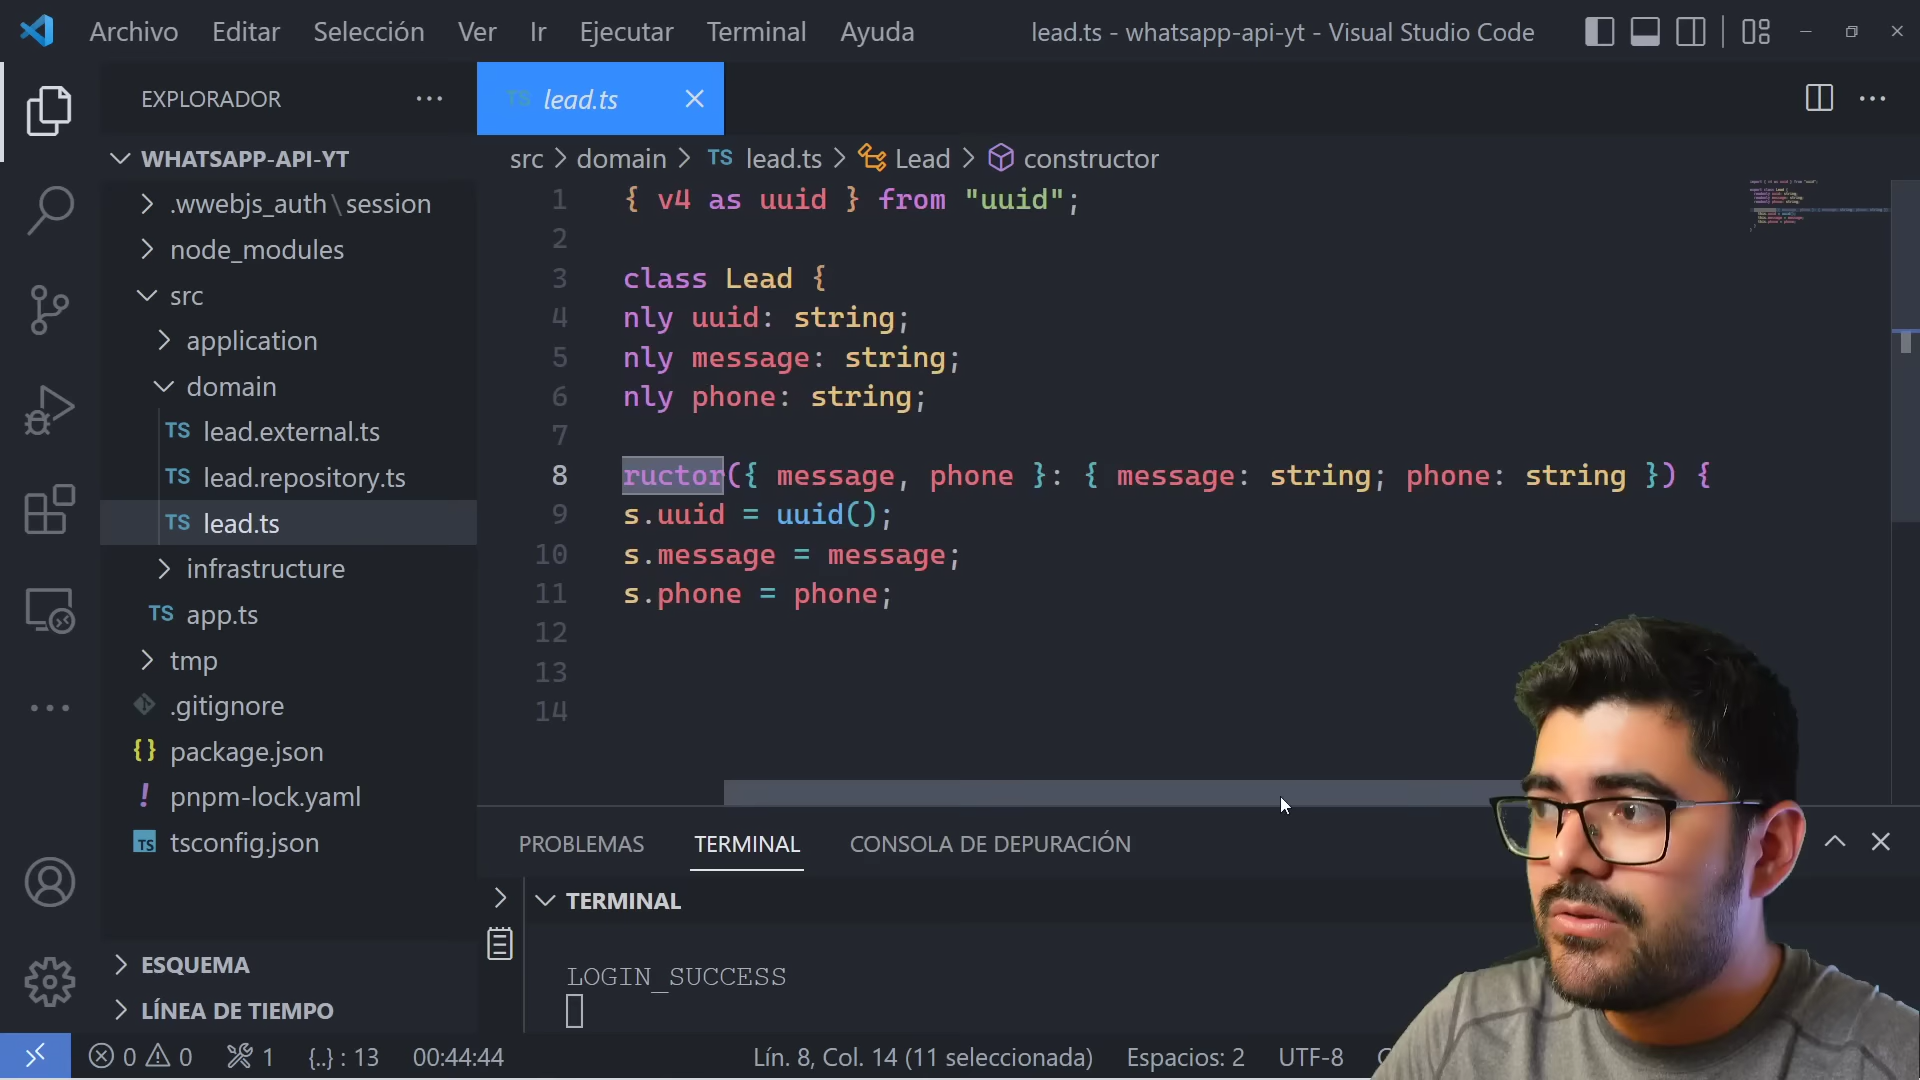 Archivo Editar Selección Ver Ir Ejecutar Terminal Ayuda lead.ts - whatsapp-api-yt - Visual Studio Code
EXPLORADOR
TS lead.ts
WHATSAPP-API-YT
.wwebjs_auth\session
node_modules
src
application
domain
TS lead.external.ts
TS lead.repository.ts
TS lead.ts
infrastructure
TS app.ts
tmp
.gitignore
{} package.json
! pnpm-lock.yaml
TS tsconfig.json
ESQUEMA
LÍNEA DE TIEMPO
src > domain > TS lead.ts > Lead > constructor
1 { v4 as uuid } from "uuid";
2
3 class Lead {
4 nly uuid: string;
5 nly message: string;
6 nly phone: string;
7
8 ructor({ message, phone }: { message: string; phone: string }) {
9 s.uuid = uuid();
10 s.message = message;
11 s.phone = phone;
12
13
14
PROBLEMAS TERMINAL CONSOLA DE DEPURACIÓN
TERMINAL
LOGIN_SUCCESS
0 0 1 {..} : 13 00:44:44 Lín. 8, Col. 14 (11 seleccionada) Espacios: 2 UTF-8